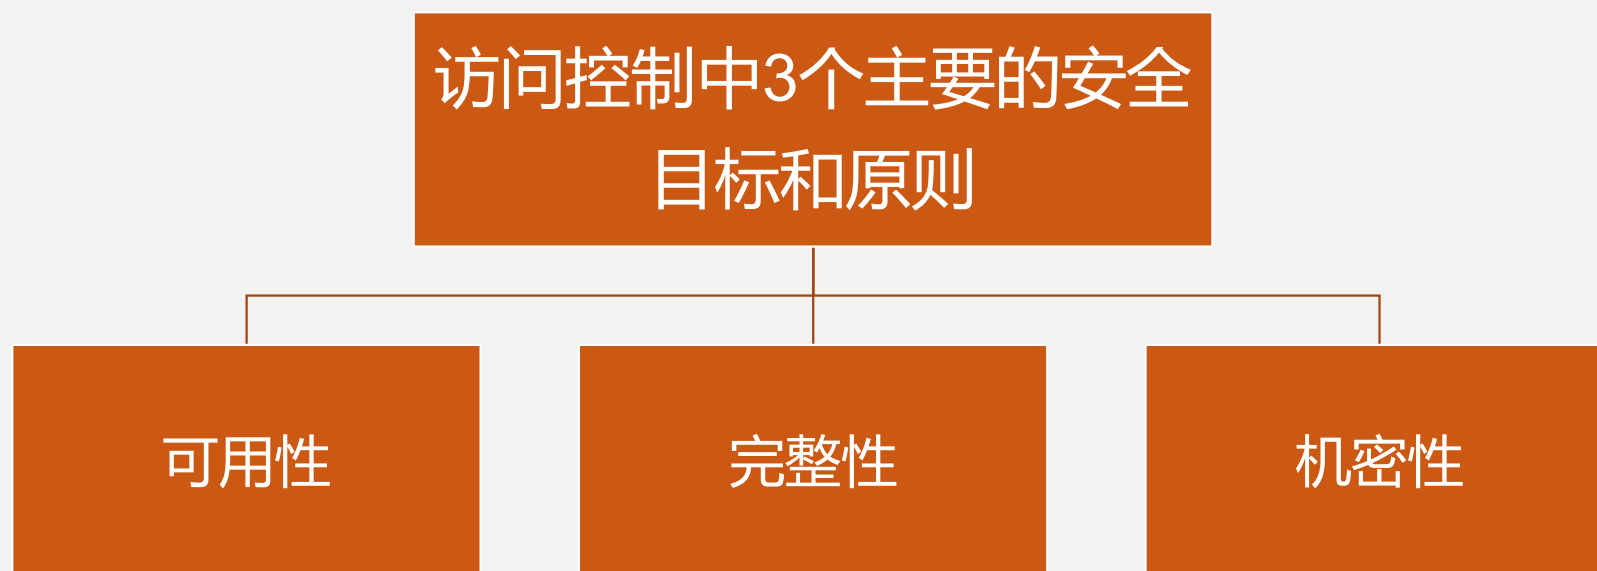 访问控制中3个主要的安全
目标和原则
可用性
完整性
机密性